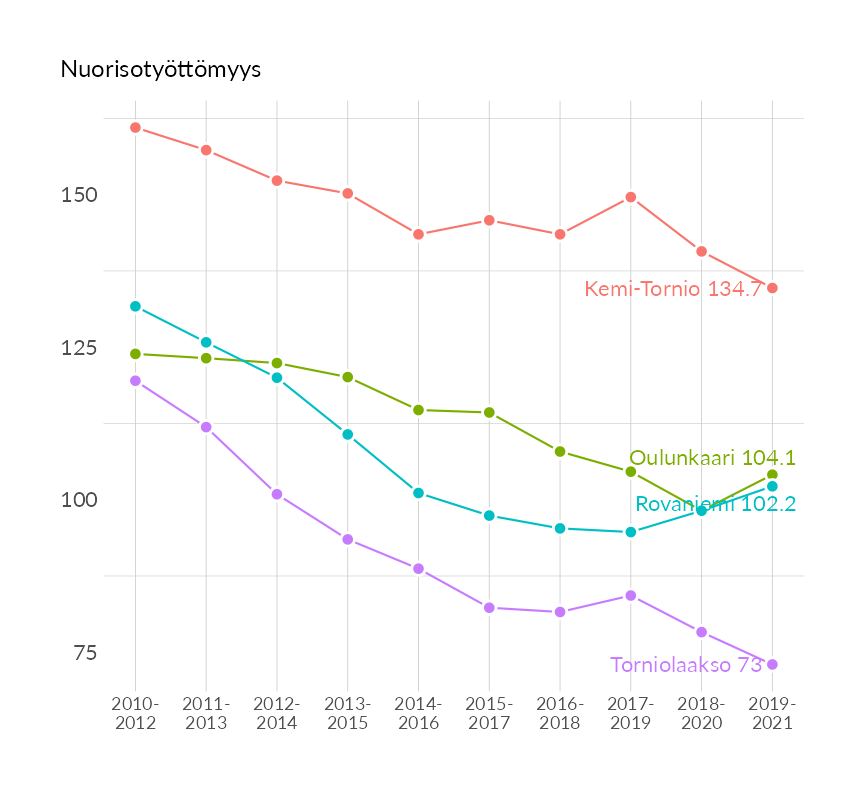 Nuorisotyöttömyys
150
125
100
75
Kemi-Tornio 134.7
Oulunkaari 104.1
Rovaniemi 102.2
Torniolaakso 73
2010- 2011- 2012- 2013- 2014- 2015- 2016- 2017- 2018- 2019-
2012 2013 2014 2015 2016 2017 2018 2019 2020 2021